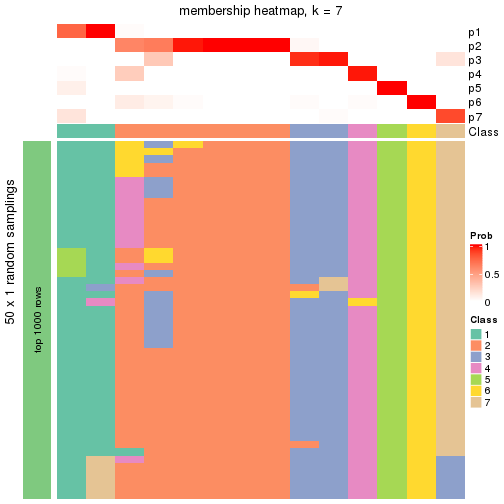 membership heatmap, k = 7
p1
p2
p3
p4
p5
p6
p7
Class
50 x 1 random samplings
top 1000 rows
Prob
1
0.5
0
Class
1
2
3
4
5
6
7